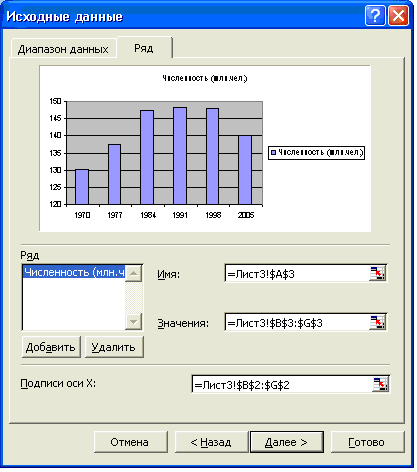 Исходные данные
Диапазон данных
Ряд
Численность (млн.чел.)
150
145
140
135
130
125
120
1970 1977 1984 1991 1998 2005
Численность (млн.чел.)
Ряд
Численность (млн.ч
Имя:
=Лист3!$A$3
Значения:
=Лист3!$B$3:$G$3
Добавить
Удалить
Подписи оси X:
=Лист3!$B$2:$G$2
Отмена
< Назад
Далее >
Готово